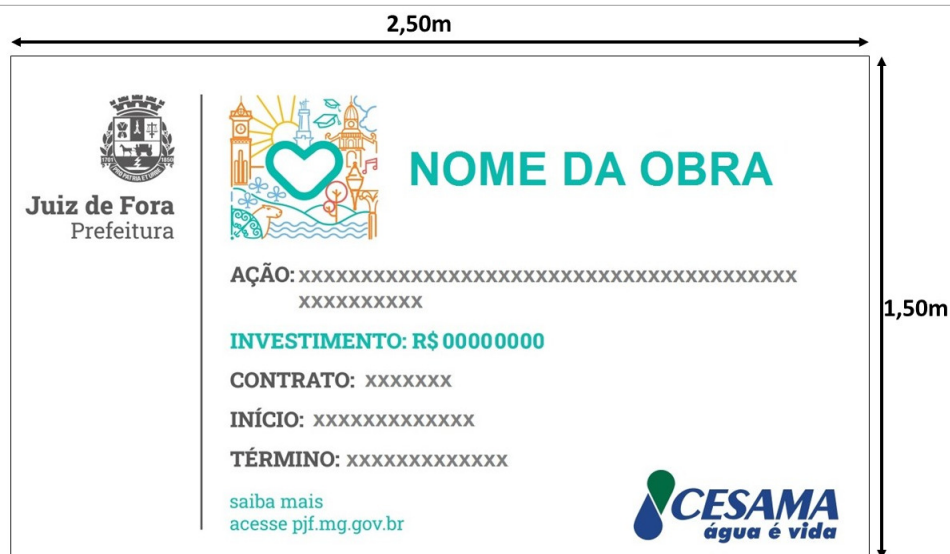 2,50m
Juiz de Fora
Prefeitura
NOME DA OBRA
AÇÃO: xxxxxxxxxxxxxxxxxxxxxxxxxxxxxxxxxxxxxxxx
xxxxxxxxxx
INVESTIMENTO: R$ 00000000
CONTRATO: xxxxxxx
INÍCIO: xxxxxxxxxxxxx
TÉRMINO: xxxxxxxxxxxxx
saiba mais
acesse pjf.mg.gov.br
CESAMA
água é vida
1,50m